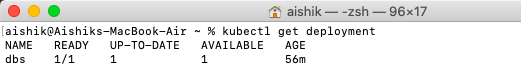 aishik — -zsh — 96×17
[aishik@Aishiks-MacBook-Air ~ % kubectl get deployment
NAME READY UP-TO-DATE AVAILABLE AGE
dbs 1/1 1 1 56m